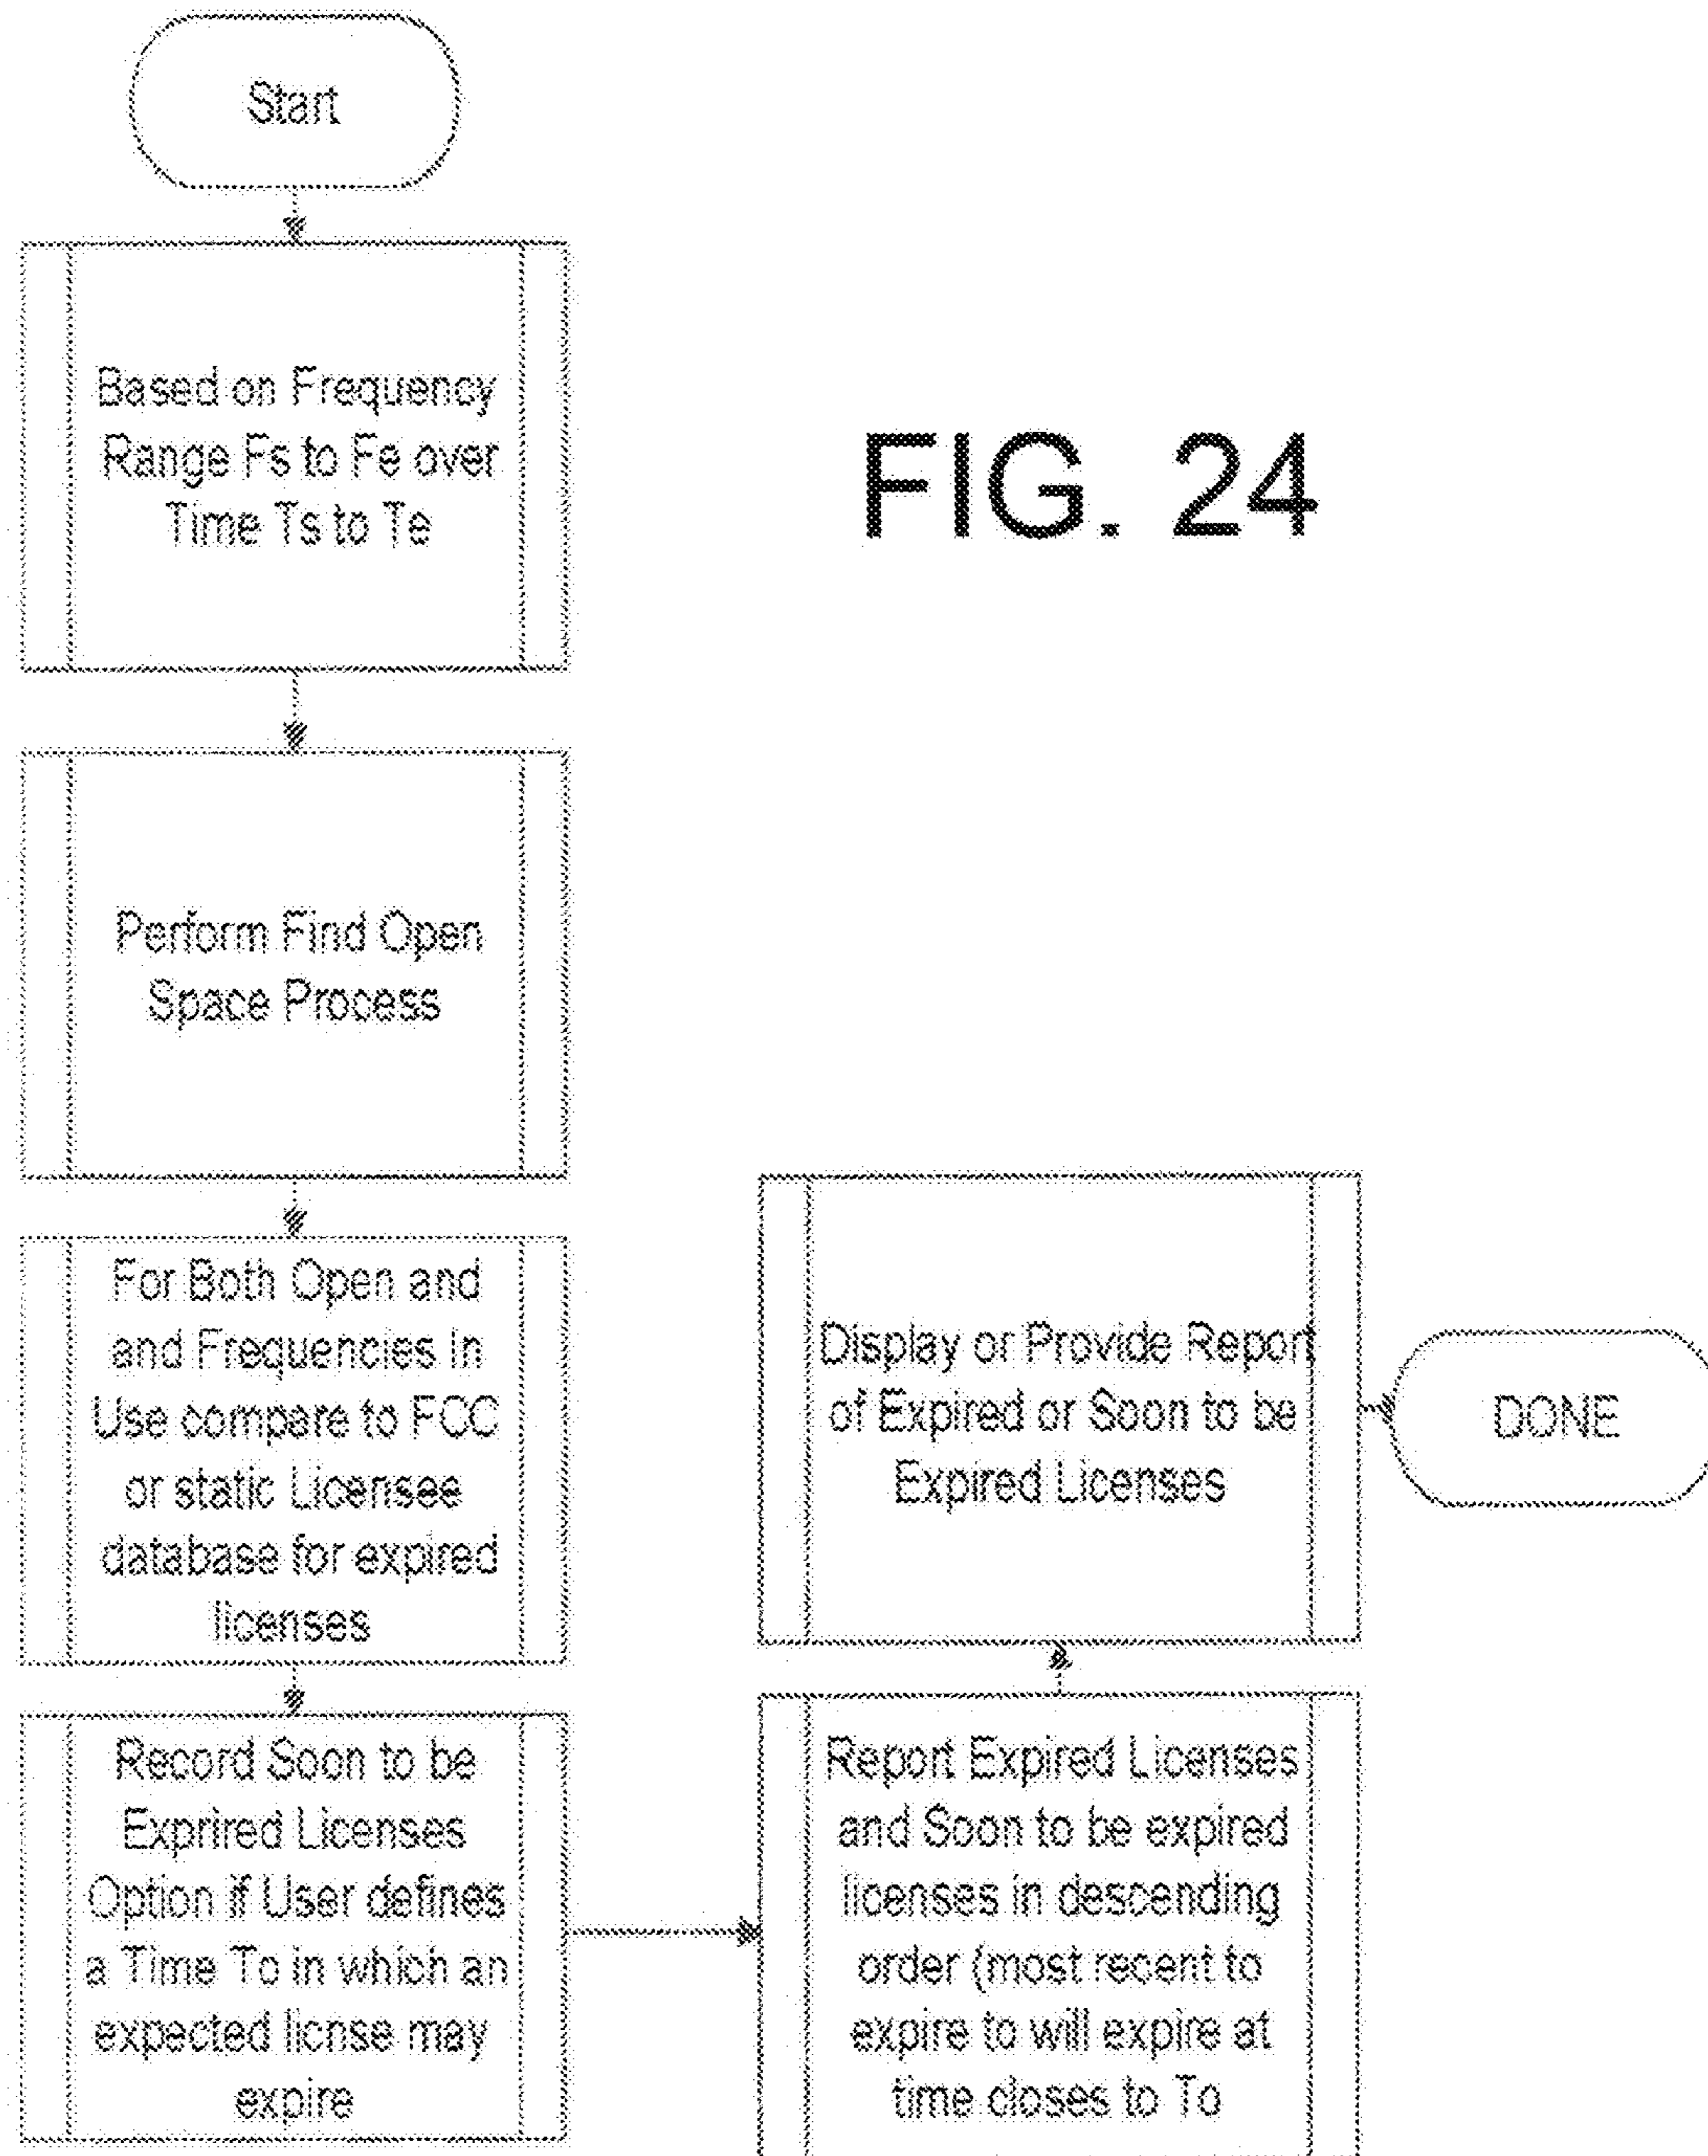 Start
Based on Frequency
Range Fs to Fe over
Time Ts to Te
FIG. 24
Perform Find Open
Space Process
For Both Open and
and Frequencies In
Use compare to FCC
or static Licensee
database for expired
licenses
Record Soon to be
Exprired Licenses
Option if User defines
a Time To in which an
expected licnse may
expire
Report Expired Licenses
and Soon to be expired
licenses in descending
order (most recent to
expire to will expire at
time closes to To
Display or Provide Report
of Expired or Soon to be
Expired Licenses
DONE